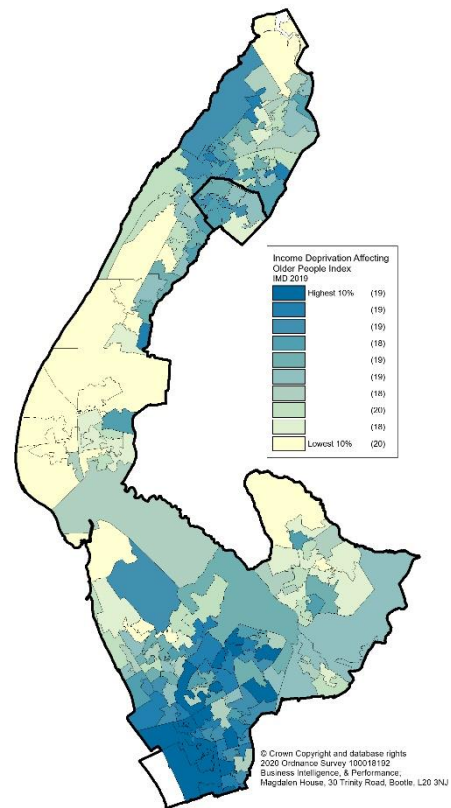 Income Deprivation Affecting
Older People Index
IMD 2019
Highest 10% (19)
(19)
(19)
(18)
(19)
(19)
(18)
(20)
(18)
Lowest 10% (20)
© Crown Copyright and database rights
2020 Ordnance Survey 100018192
Business Intelligence, & Performance,
Magdalen House, 30 Trinity Road, Bootle, L20 3NJ